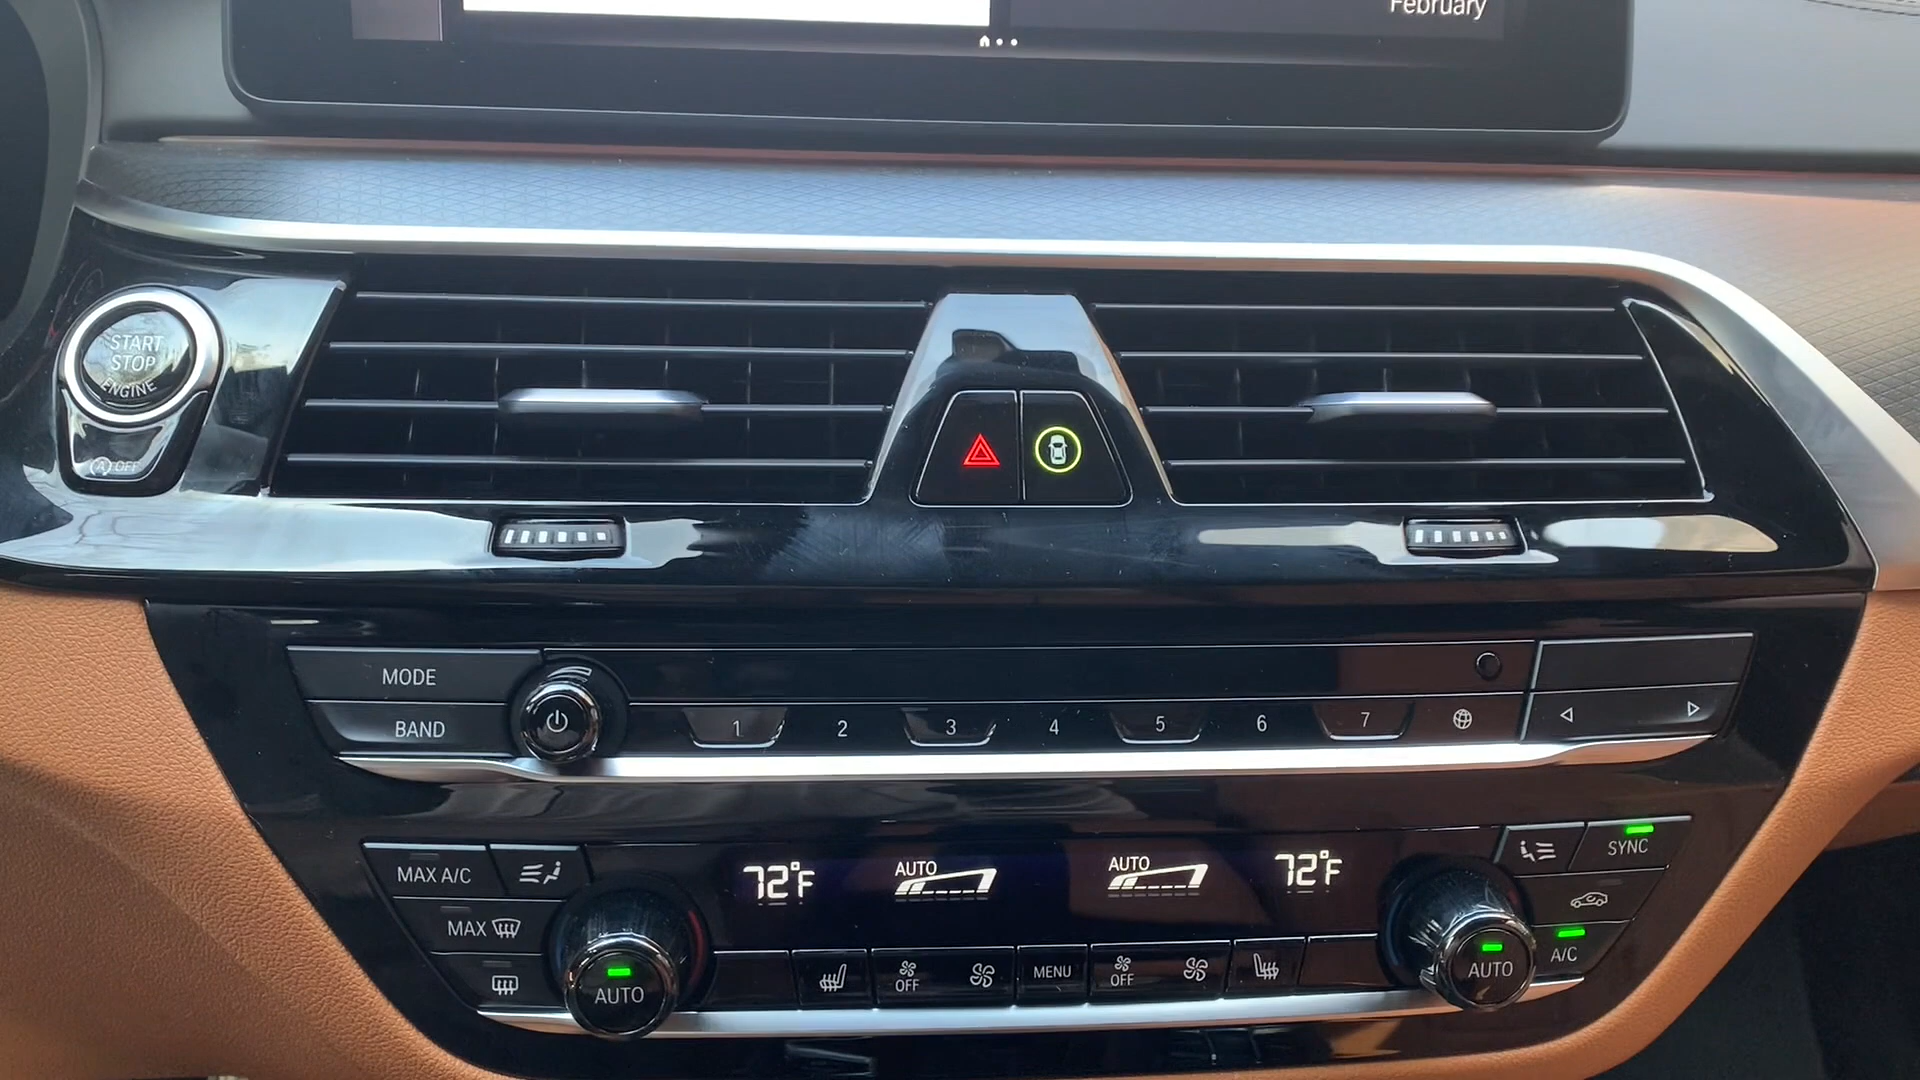 February
START
STOP
ENGINE
A OFF
MODE
BAND
1 2 3 4 5 6 7
MAX A/C
72°F AUTO AUTO 72°F
SYNC
MAX
AUTO
OFF
MENU
OFF
AUTO
A/C